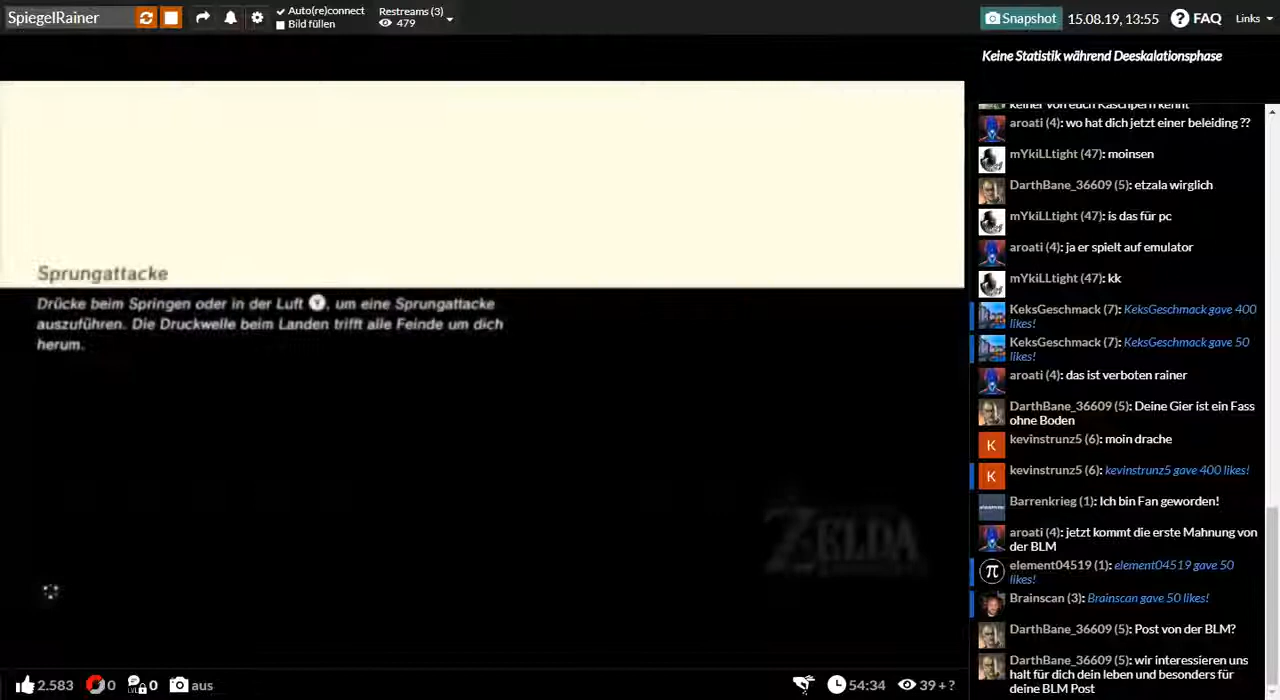 SpiegelRainer
Auto(re)connect
Bild füllen
Restreams (3)
479
Snapshot
15.08.19, 13:55
FAQ
Links
Keine Statistik während Deeskalationsphase
Sprungattacke
Drücke beim Springen oder in der Luft Y, um eine Sprungattacke
auszuführen. Die Druckwelle beim Landen trifft alle Feinde um dich
herum.
ZELDA
keiner von euch Kaschpern kennt
aroati (4): wo hat dich jetzt einer beleiding ??
mYkiLLtight (47): moinsen
DarthBane_36609 (5): etzala wirglich
mYkiLLtight (47): is das für pc
aroati (4): ja er spielt auf emulator
mYkiLLtight (47): kk
KeksGeschmack (7): KeksGeschmack gave 400
likes!
KeksGeschmack (7): KeksGeschmack gave 50
likes!
aroati (4): das ist verboten rainer
DarthBane_36609 (5): Deine Gier ist ein Fass
ohne Boden
K
kevinstrunz5 (6): moin drache
K
kevinstrunz5 (6): kevinstrunz5 gave 400 likes!
Barrenkrieg (1): Ich bin Fan geworden!
aroati (4): jetzt kommt die erste Mahnung von
der BLM
π
element04519 (1): element04519 gave 50
likes!
Brainscan (3): Brainscan gave 50 likes!
DarthBane_36609 (5): Post von der BLM?
DarthBane_36609 (5): wir interessieren uns
halt für dich dein leben und besonders für
deine BLM Post
2.583
0
LVL
0
aus
54:34
39 + ?